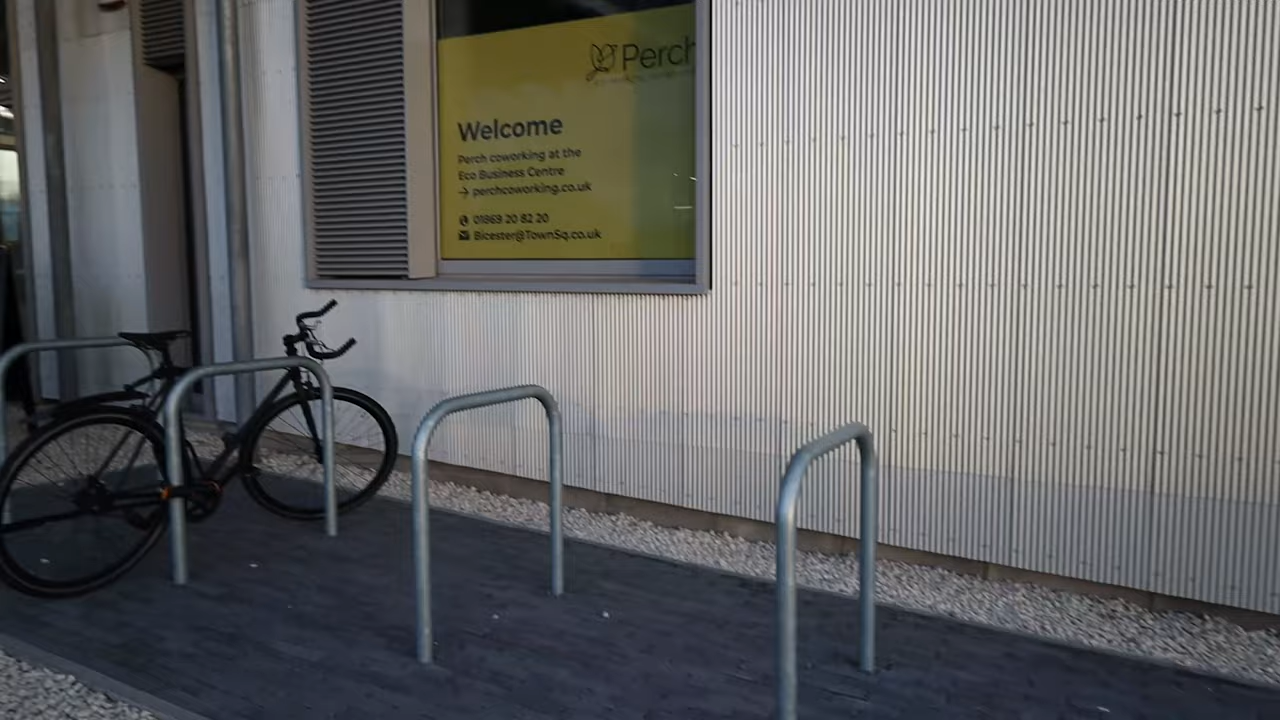 Perch
Welcome
Perch coworking at the
Eco Business Centre
→ perchcoworking.co.uk
01869 20 82 20
Bicester@TownSq.co.uk